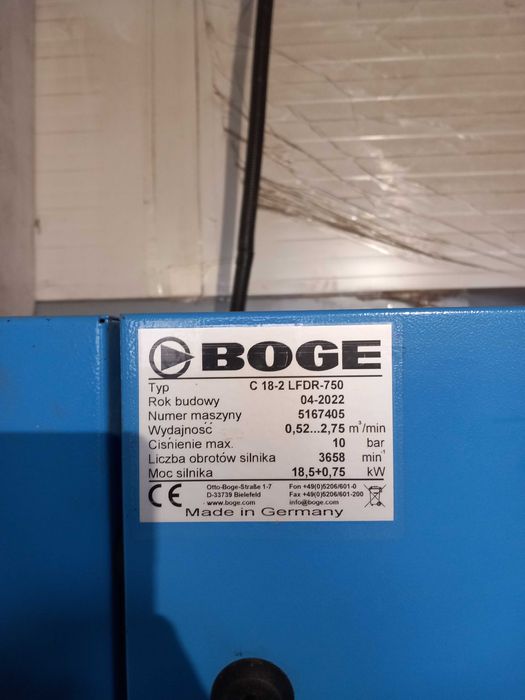 BOGE
Typ C 18-2 LFDR-750
Rok budowy 04-2022
Numer maszyny 5167405
Wydajność 0,52...2,75 m³/min
Ciśnienie max. 10 bar
Liczba obrotów silnika 3658 min⁻¹
Moc silnika 18,5+0,75 kW
CE Otto-Boge-Straße 1-7 Fon +49(0)5206/601-0
D-33739 Bielefeld Fax +49(0)5206/601-200
www.boge.com info@boge.com
Made in Germany